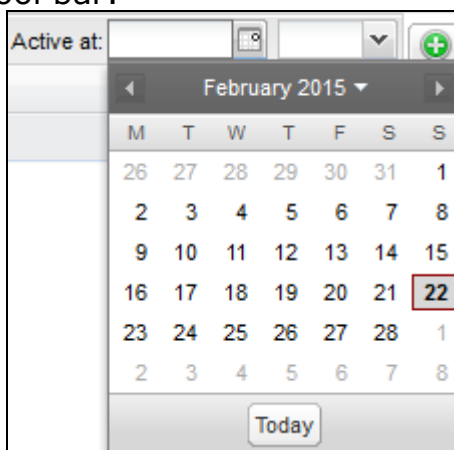 Active at:
February 2015
M T W T F S S
26 27 28 29 30 31 1
2 3 4 5 6 7 8
9 10 11 12 13 14 15
16 17 18 19 20 21 22
23 24 25 26 27 28 1
2 3 4 5 6 7 8
Today